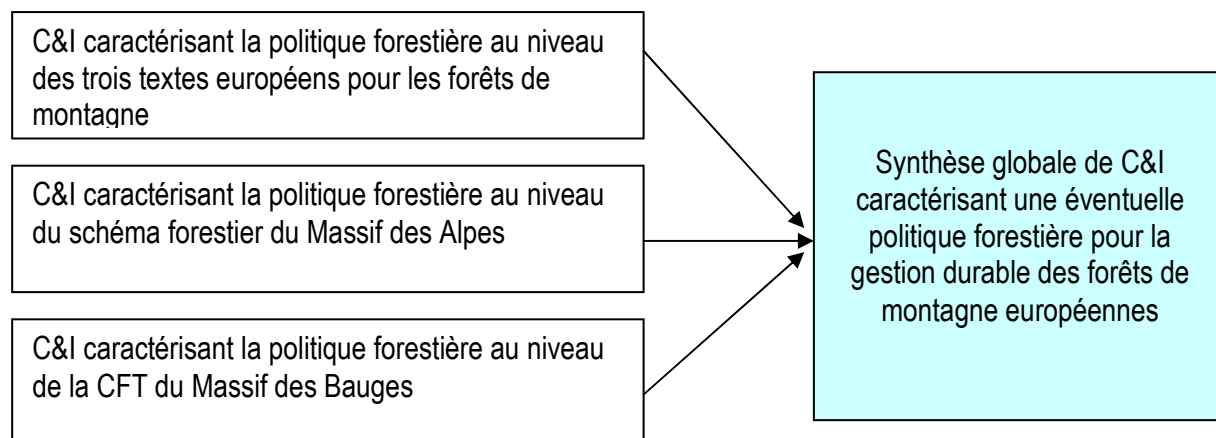 C&I caractérisant la politique forestière au niveau
des trois textes européens pour les forêts de
montagne
C&I caractérisant la politique forestière au niveau
du schéma forestier du Massif des Alpes
C&I caractérisant la politique forestière au niveau
de la CFT du Massif des Bauges
Synthèse globale de C&I
caractérisant une éventuelle
politique forestière pour la
gestion durable des forêts de
montagne européennes